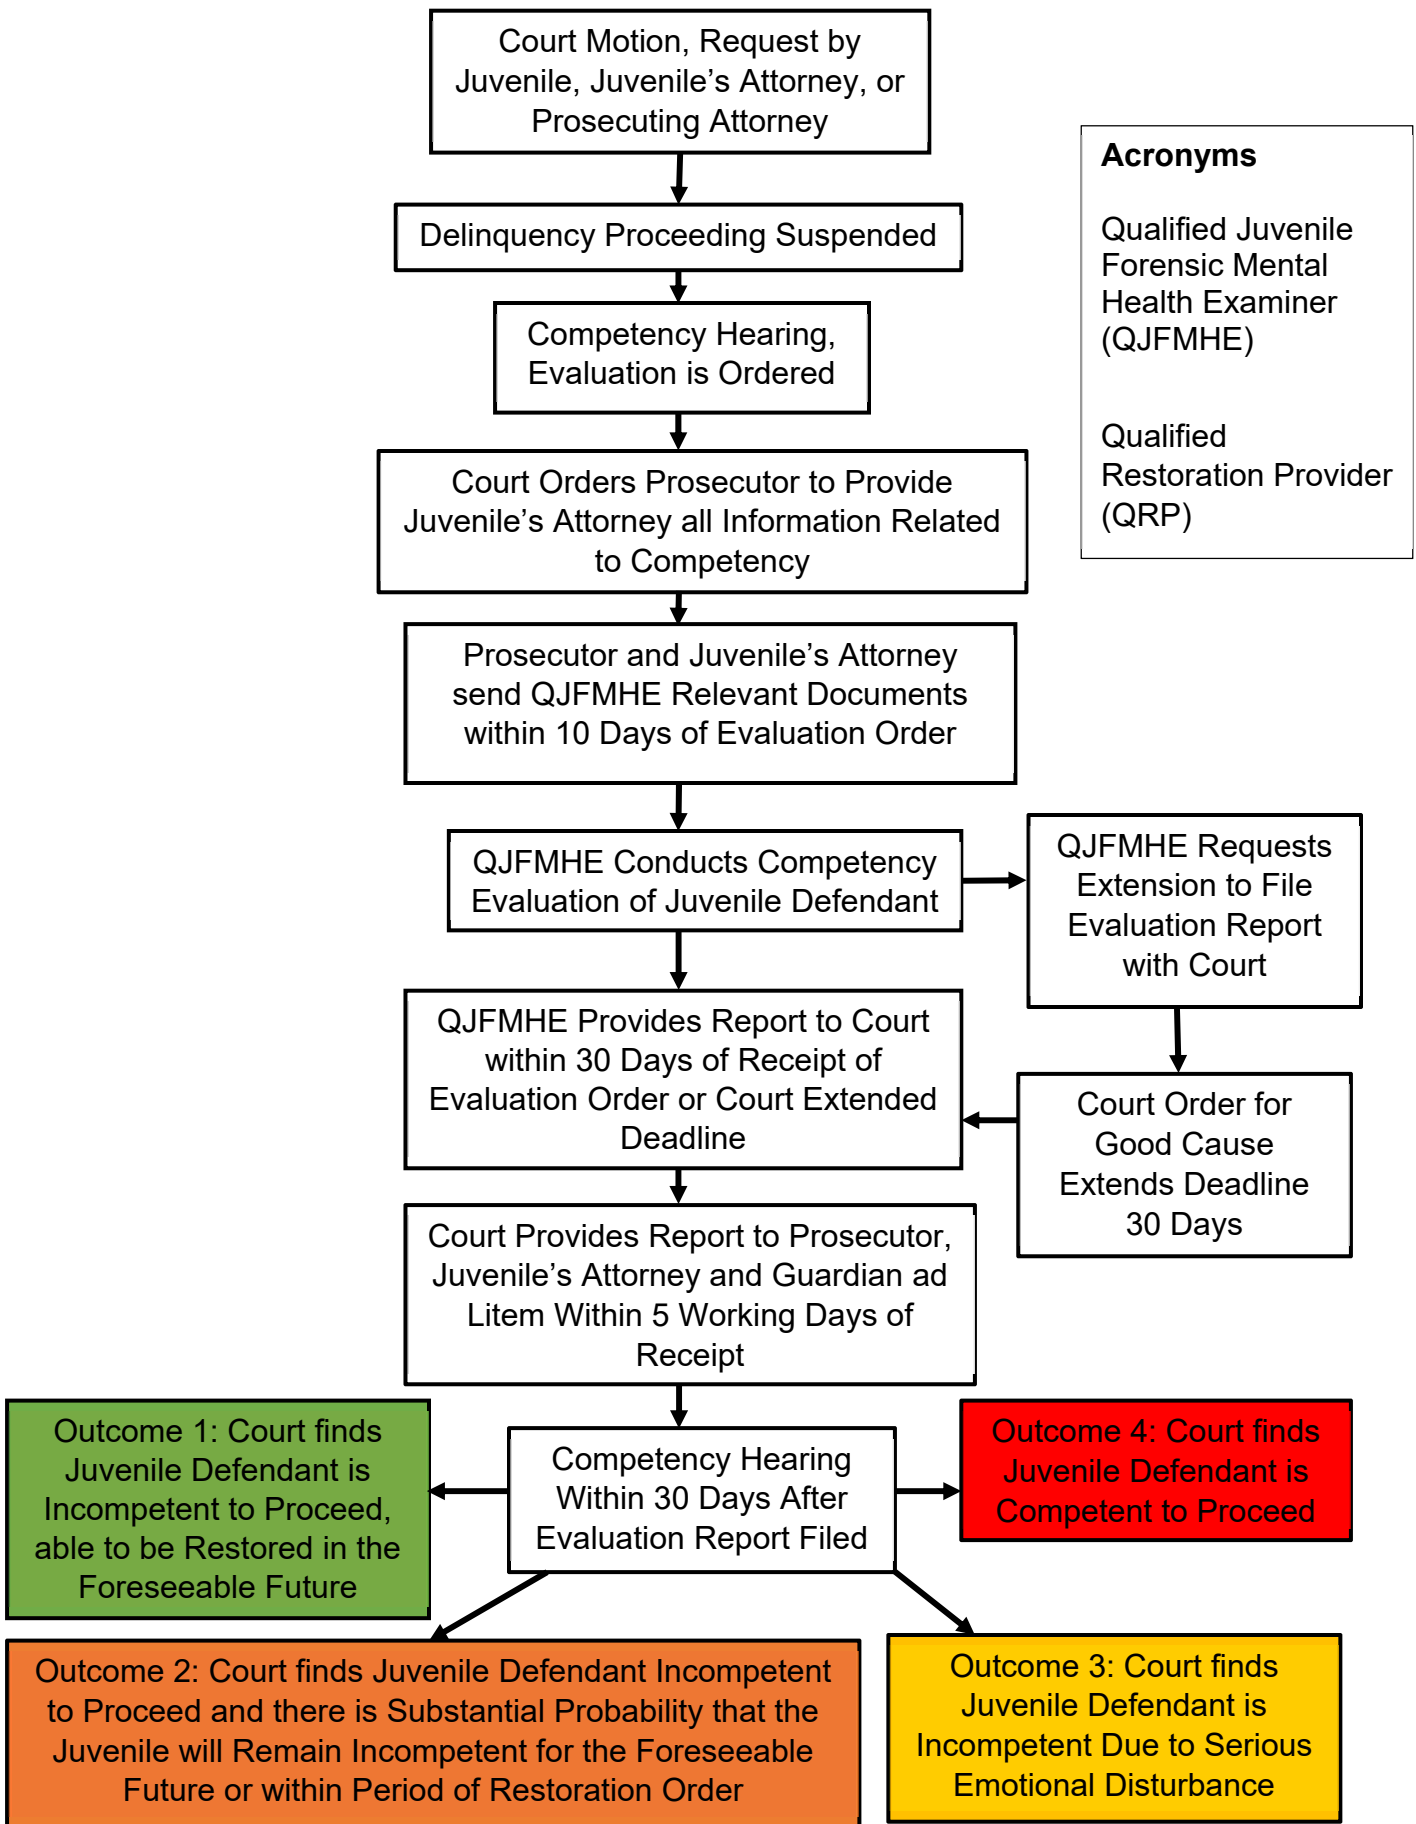 Court Motion, Request by
Juvenile, Juvenile’s Attorney, or
Prosecuting Attorney
Acronyms
Qualified Juvenile
Forensic Mental
Health Examiner
(QJFMHE)
Qualified
Restoration Provider
(QRP)
Delinquency Proceeding Suspended
Competency Hearing,
Evaluation is Ordered
Court Orders Prosecutor to Provide
Juvenile’s Attorney all Information Related
to Competency
Prosecutor and Juvenile’s Attorney
send QJFMHE Relevant Documents
within 10 Days of Evaluation Order
QJFMHE Conducts Competency
Evaluation of Juvenile Defendant
QJFMHE Requests
Extension to File
Evaluation Report
with Court
QJFMHE Provides Report to Court
within 30 Days of Receipt of
Evaluation Order or Court Extended
Deadline
Court Order for
Good Cause
Extends Deadline
30 Days
Court Provides Report to Prosecutor,
Juvenile’s Attorney and Guardian ad
Litem Within 5 Working Days of
Receipt
Outcome 1: Court finds
Juvenile Defendant is
Incompetent to Proceed,
able to be Restored in the
Foreseeable Future
Competency Hearing
Within 30 Days After
Evaluation Report Filed
Outcome 4: Court finds
Juvenile Defendant is
Competent to Proceed
Outcome 2: Court finds Juvenile Defendant Incompetent
to Proceed and there is Substantial Probability that the
Juvenile will Remain Incompetent for the Foreseeable
Future or within Period of Restoration Order
Outcome 3: Court finds
Juvenile Defendant is
Incompetent Due to Serious
Emotional Disturbance